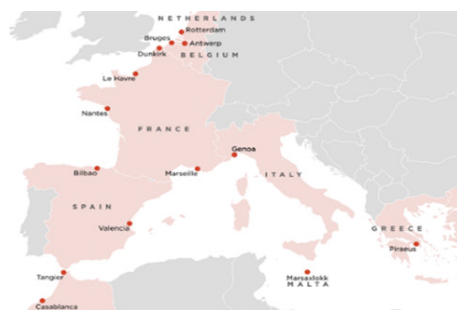 NETHERLANDS
Rotterdam
Bruges
Antwerp
Dunkirk
BELGIUM
Le Havre
Nantes
FRANCE
Genoa
Bilbao
Marseille
ITALY
SPAIN
Valencia
GREECE
Piraeus
Tangier
Marsaxlokk
MALTA
Casablanca